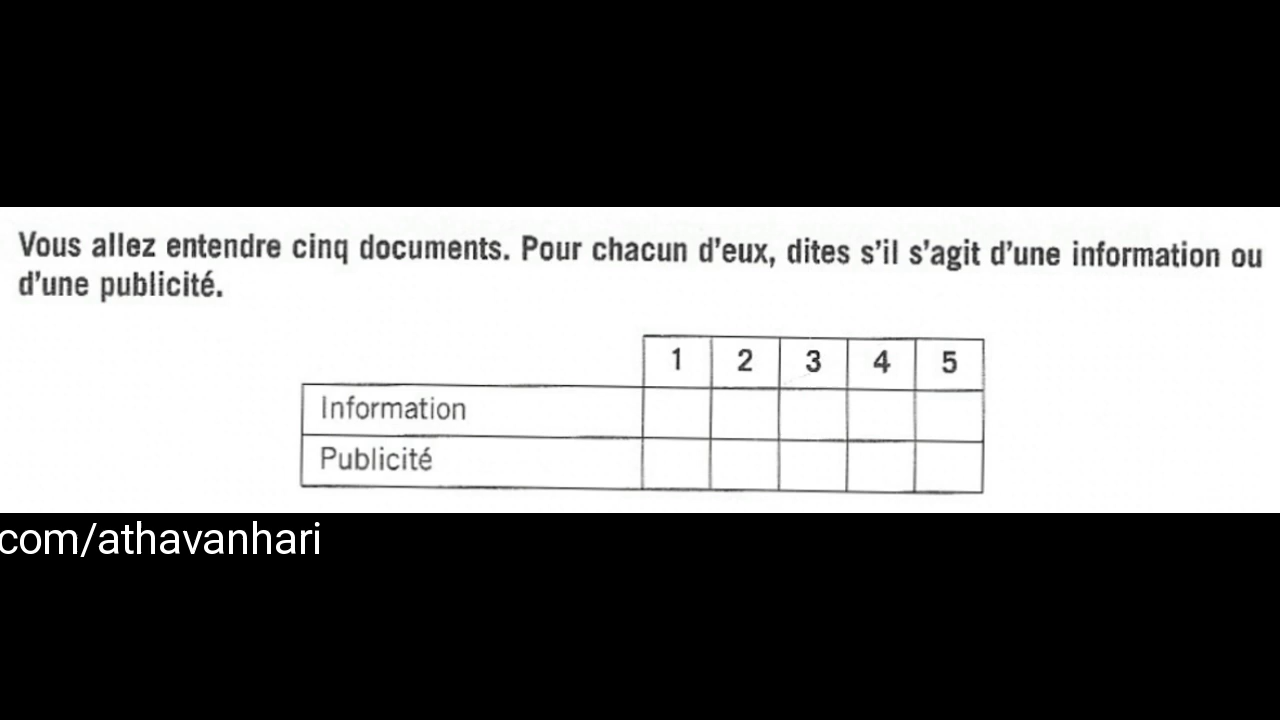 Vous allez entendre cinq documents. Pour chacun d'eux, dites s'il s'agit d'une information ou
d'une publicité.
1 2 3 4 5
Information
Publicité
com/athavanhari